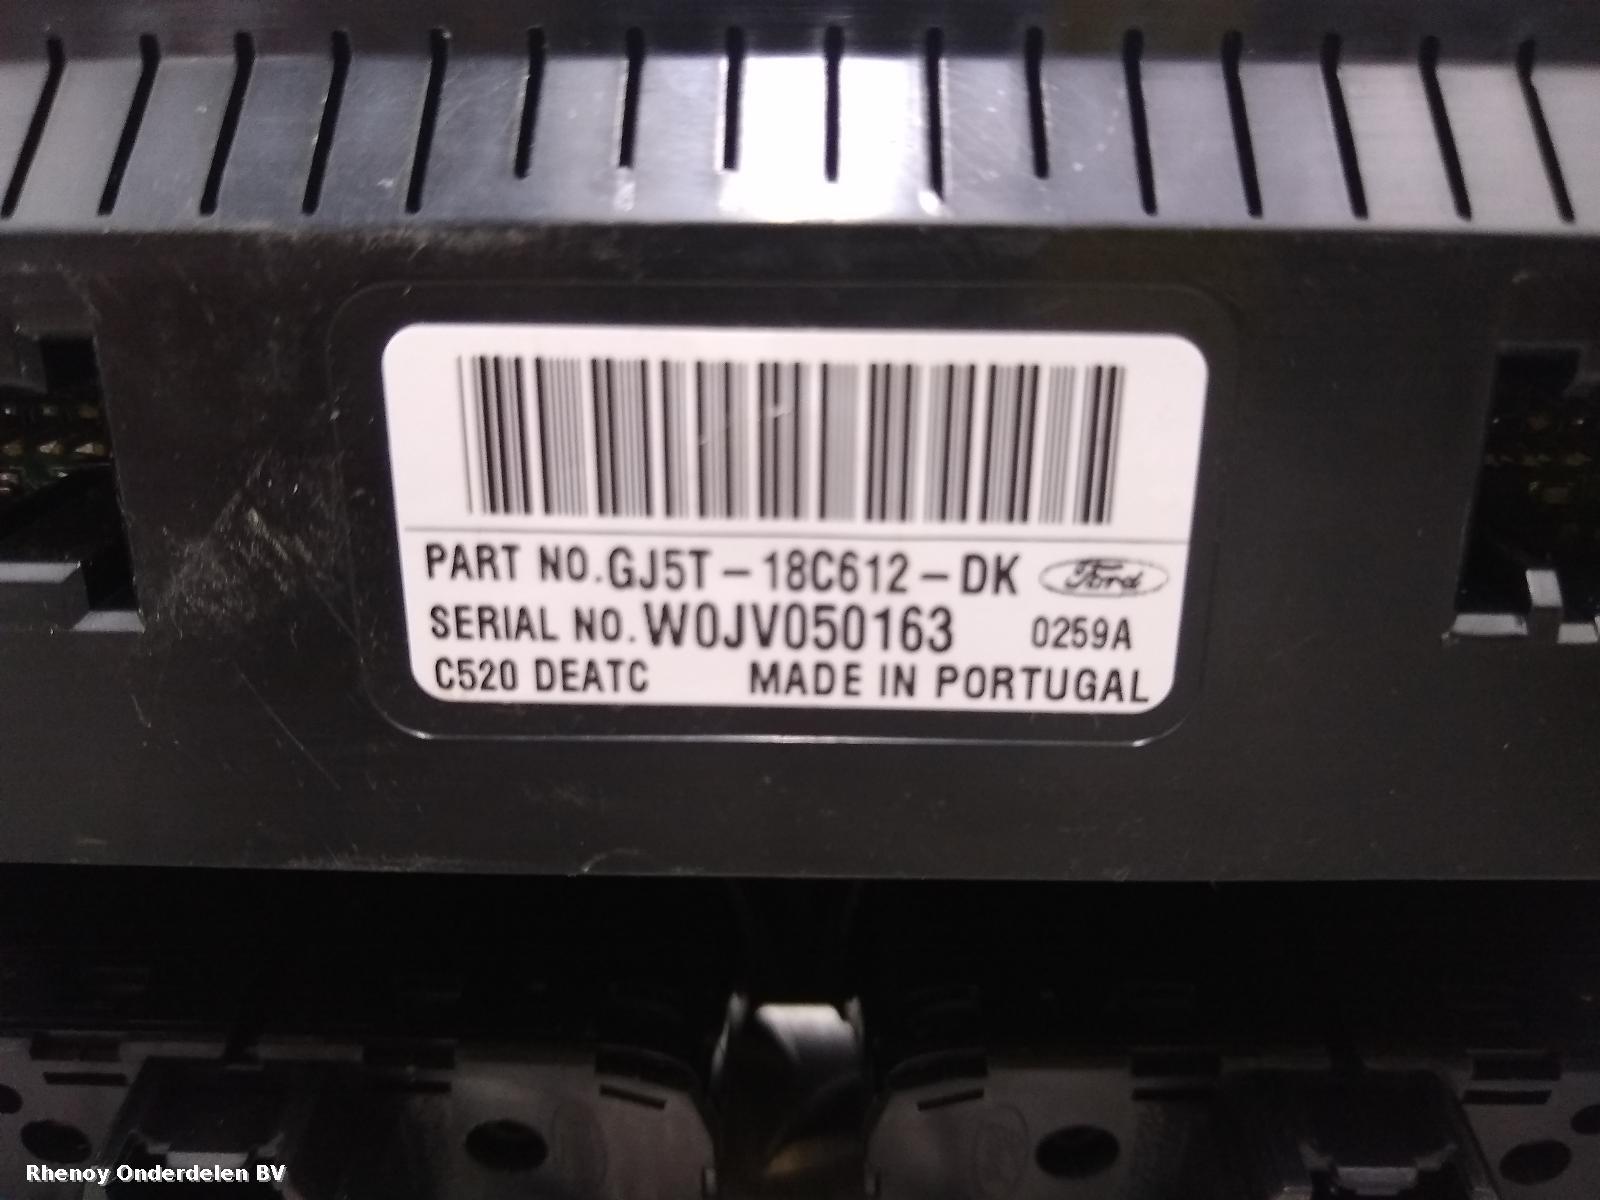 PART NO.GJ5T-18C612-DK Ford
SERIAL NO.W0JV050163 0259A
C520 DEATC MADE IN PORTUGAL
Rhenoy Onderdelen BV